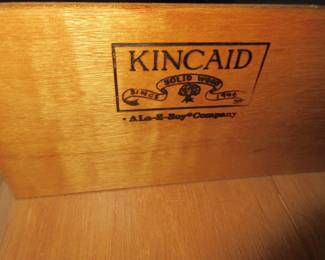 KINCAID
SOLID WOOD
SINCE 1946
· A La-Z-Boy® Company